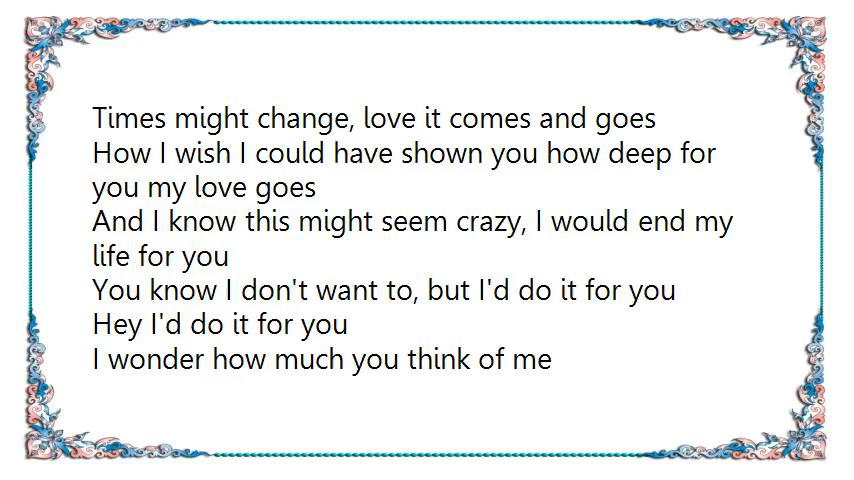 Times might change, love it comes and goes
How I wish I could have shown you how deep for
you my love goes
And I know this might seem crazy, I would end my
life for you
You know I don't want to, but I'd do it for you
Hey I'd do it for you
I wonder how much you think of me